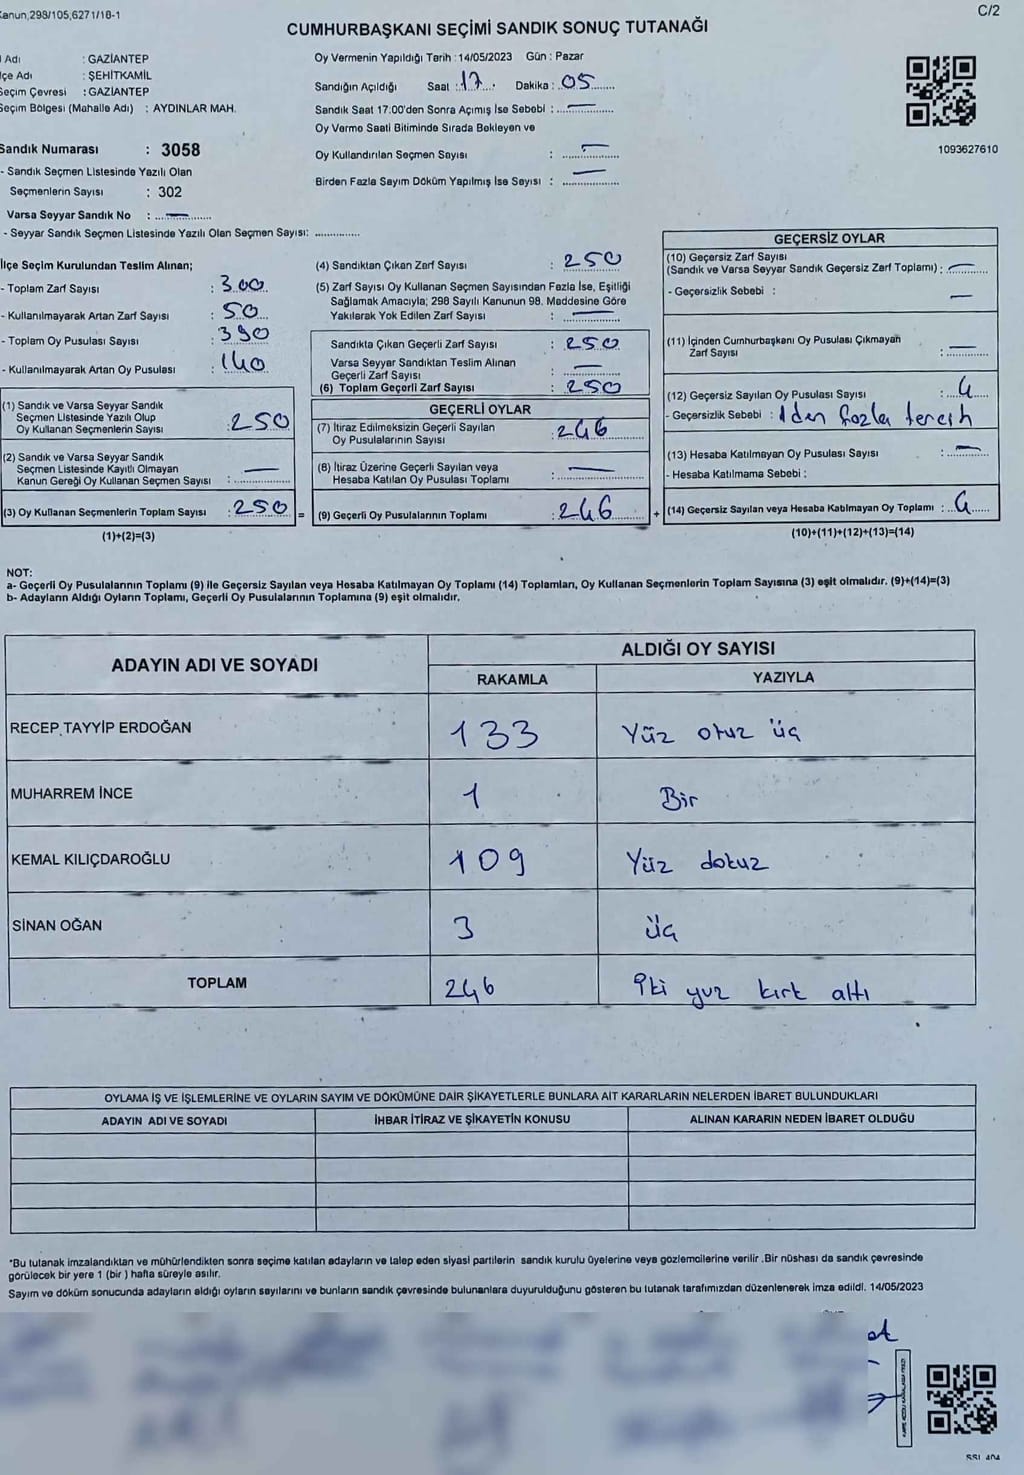 Kanun,298/105,6271/18-1
C/2
CUMHURBAŞKANI SEÇİMİ SANDIK SONUÇ TUTANAĞI
l Adı : GAZİANTEP
lçe Adı : ŞEHİTKAMİL
Seçim Çevresi : GAZİANTEP
Seçim Bölgesi (Mahalle Adı) : AYDINLAR MAH.
Sandık Numarası : 3058
- Sandık Seçmen Listesinde Yazılı Olan
Seçmenlerin Sayısı : 302
Varsa Seyyar Sandık No : —
- Seyyar Sandık Seçmen Listesinde Yazılı Olan Seçmen Sayısı: ..............
Oy Vermenin Yapıldığı Tarih : 14/05/2023 Gün : Pazar
Sandığın Açıldığı Saat : 17 Dakika : 05
Sandık Saat 17:00'den Sonra Açımış İse Sebebi : —
Oy Verme Saati Bitiminde Sırada Bekleyen ve
Oy Kullandırılan Seçmen Sayısı : —
Birden Fazla Sayım Döküm Yapılmış İse Sayısı : —
1093627610
İlçe Seçim Kurulundan Teslim Alınan;
- Toplam Zarf Sayısı : 300
- Kullanılmayarak Artan Zarf Sayısı : 50
- Toplam Oy Pusulası Sayısı : 390
- Kullanılmayarak Artan Oy Pusulası : 140
(1) Sandık ve Varsa Seyyar Sandık
Seçmen Listesinde Yazılı Olup
Oy Kullanan Seçmenlerin Sayısı : 250
(2) Sandık ve Varsa Seyyar Sandık
Seçmen Listesinde Kayıtlı Olmayan
Kanun Gereği Oy Kullanan Seçmen Sayısı : —
(3) Oy Kullanan Seçmenlerin Toplam Sayısı : 250 =
(1)+(2)=(3)
(4) Sandıktan Çıkan Zarf Sayısı : 250
(5) Zarf Sayısı Oy Kullanan Seçmen Sayısından Fazla İse, Eşitliği
Sağlamak Amacıyla; 298 Sayılı Kanunun 98. Maddesine Göre
Yakılarak Yok Edilen Zarf Sayısı : —
Sandıkta Çıkan Geçerli Zarf Sayısı : 250
Varsa Seyyar Sandıktan Teslim Alınan
Geçerli Zarf Sayısı : —
(6) Toplam Geçerli Zarf Sayısı : 250
GEÇERLİ OYLAR
(7) İtiraz Edilmeksizin Geçerli Sayılan
Oy Pusulalarının Sayısı : 246
(8) İtiraz Üzerine Geçerli Sayılan veya
Hesaba Katılan Oy Pusulası Toplamı : —
(9) Geçerli Oy Pusulalarının Toplamı : 246 +
GEÇERSİZ OYLAR
(10) Geçersiz Zarf Sayısı
(Sandık ve Varsa Seyyar Sandık Geçersiz Zarf Toplamı) : —
- Geçersizlik Sebebi : —
(11) İçinden Cumhurbaşkanı Oy Pusulası Çıkmayan
Zarf Sayısı : —
(12) Geçersiz Sayılan Oy Pusulası Sayısı : 4
- Geçersizlik Sebebi : 1den fazla tercih
(13) Hesaba Katılmayan Oy Pusulası Sayısı : —
- Hesaba Katılmama Sebebi :
(14) Geçersiz Sayılan veya Hesaba Katılmayan Oy Toplamı : 4
(10)+(11)+(12)+(13)=(14)
NOT:
a- Geçerli Oy Pusulalarının Toplamı (9) ile Geçersiz Sayılan veya Hesaba Katılmayan Oy Toplamı (14) Toplamları, Oy Kullanan Seçmenlerin Toplam Sayısına (3) eşit olmalıdır. (9)+(14)=(3)
b- Adayların Aldığı Oyların Toplamı, Geçerli Oy Pusulalarının Toplamına (9) eşit olmalıdır.
ADAYIN ADI VE SOYADI
ALDIĞI OY SAYISI
RAKAMLA YAZIYLA
RECEP TAYYİP ERDOĞAN 133 Yüz otuz üç
MUHARREM İNCE 1 Bir
KEMAL KILIÇDAROĞLU 109 Yüz dokuz
SİNAN OĞAN 3 üç
TOPLAM 246 İki yuz kırk altı
OYLAMA İŞ VE İŞLEMLERİNE VE OYLARIN SAYIM VE DÖKÜMÜNE DAİR ŞİKAYETLERLE BUNLARA AİT KARARLARIN NELERDEN İBARET BULUNDUKLARI
ADAYIN ADI VE SOYADI İHBAR İTİRAZ VE ŞİKAYETİN KONUSU ALINAN KARARIN NEDEN İBARET OLDUĞU
*Bu tutanak imzalandıktan ve mühürlendikten sonra seçime katılan adayların ve talep eden siyasi partilerin sandık kurulu üyelerine veya gözlemcilerine verilir .Bir nüshası da sandık çevresinde
görülecek bir yere 1 (bir ) hafta süreyle asılır.
Sayım ve döküm sonucunda adayların aldığı oyların sayılarını ve bunların sandık çevresinde bulunanlara duyurulduğunu gösteren bu tutanak tarafımızdan düzenlenerek imza edildi. 14/05/2023